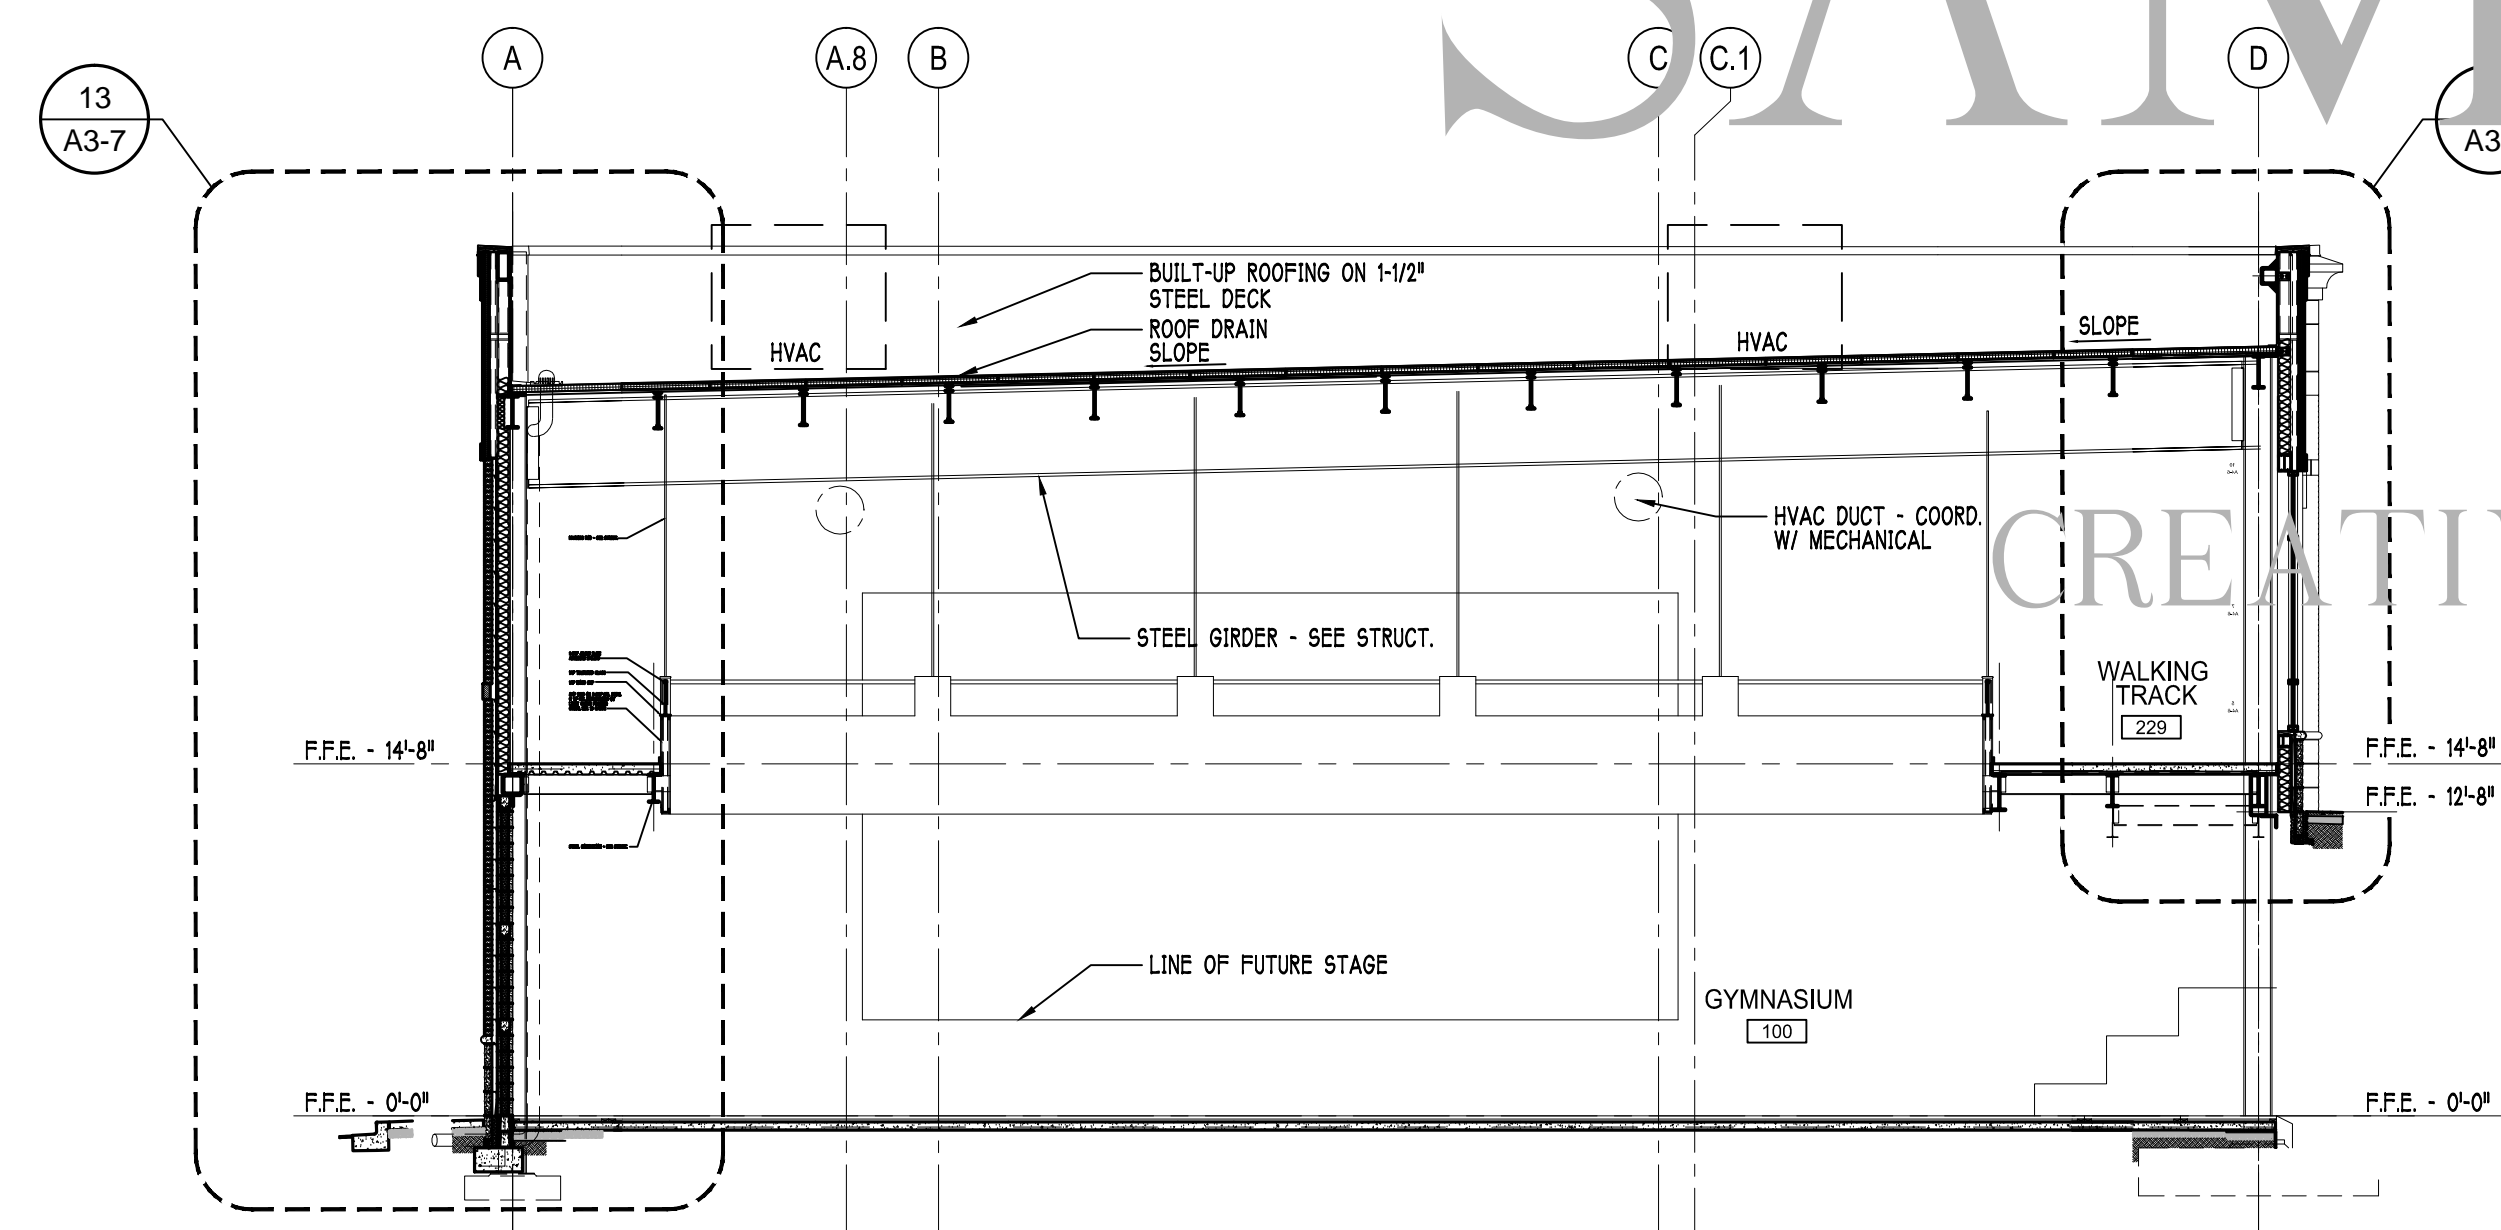 SAM
A
A.8
B
C
C.1
D
13
A3-7
A3
BUILT-UP ROOFING ON 1-1/2"
STEEL DECK
ROOF DRAIN
SLOPE
HVAC
HVAC
SLOPE
HVAC DUCT - COORD.
W/ MECHANICAL
CREATI
STEEL GIRDER - SEE STRUCT.
WALKING
TRACK
229
F.F.E. - 14'-8"
F.F.E. - 14'-8"
F.F.E. - 12'-8"
LINE OF FUTURE STAGE
GYMNASIUM
100
F.F.E. - 0'-0"
F.F.E. - 0'-0"